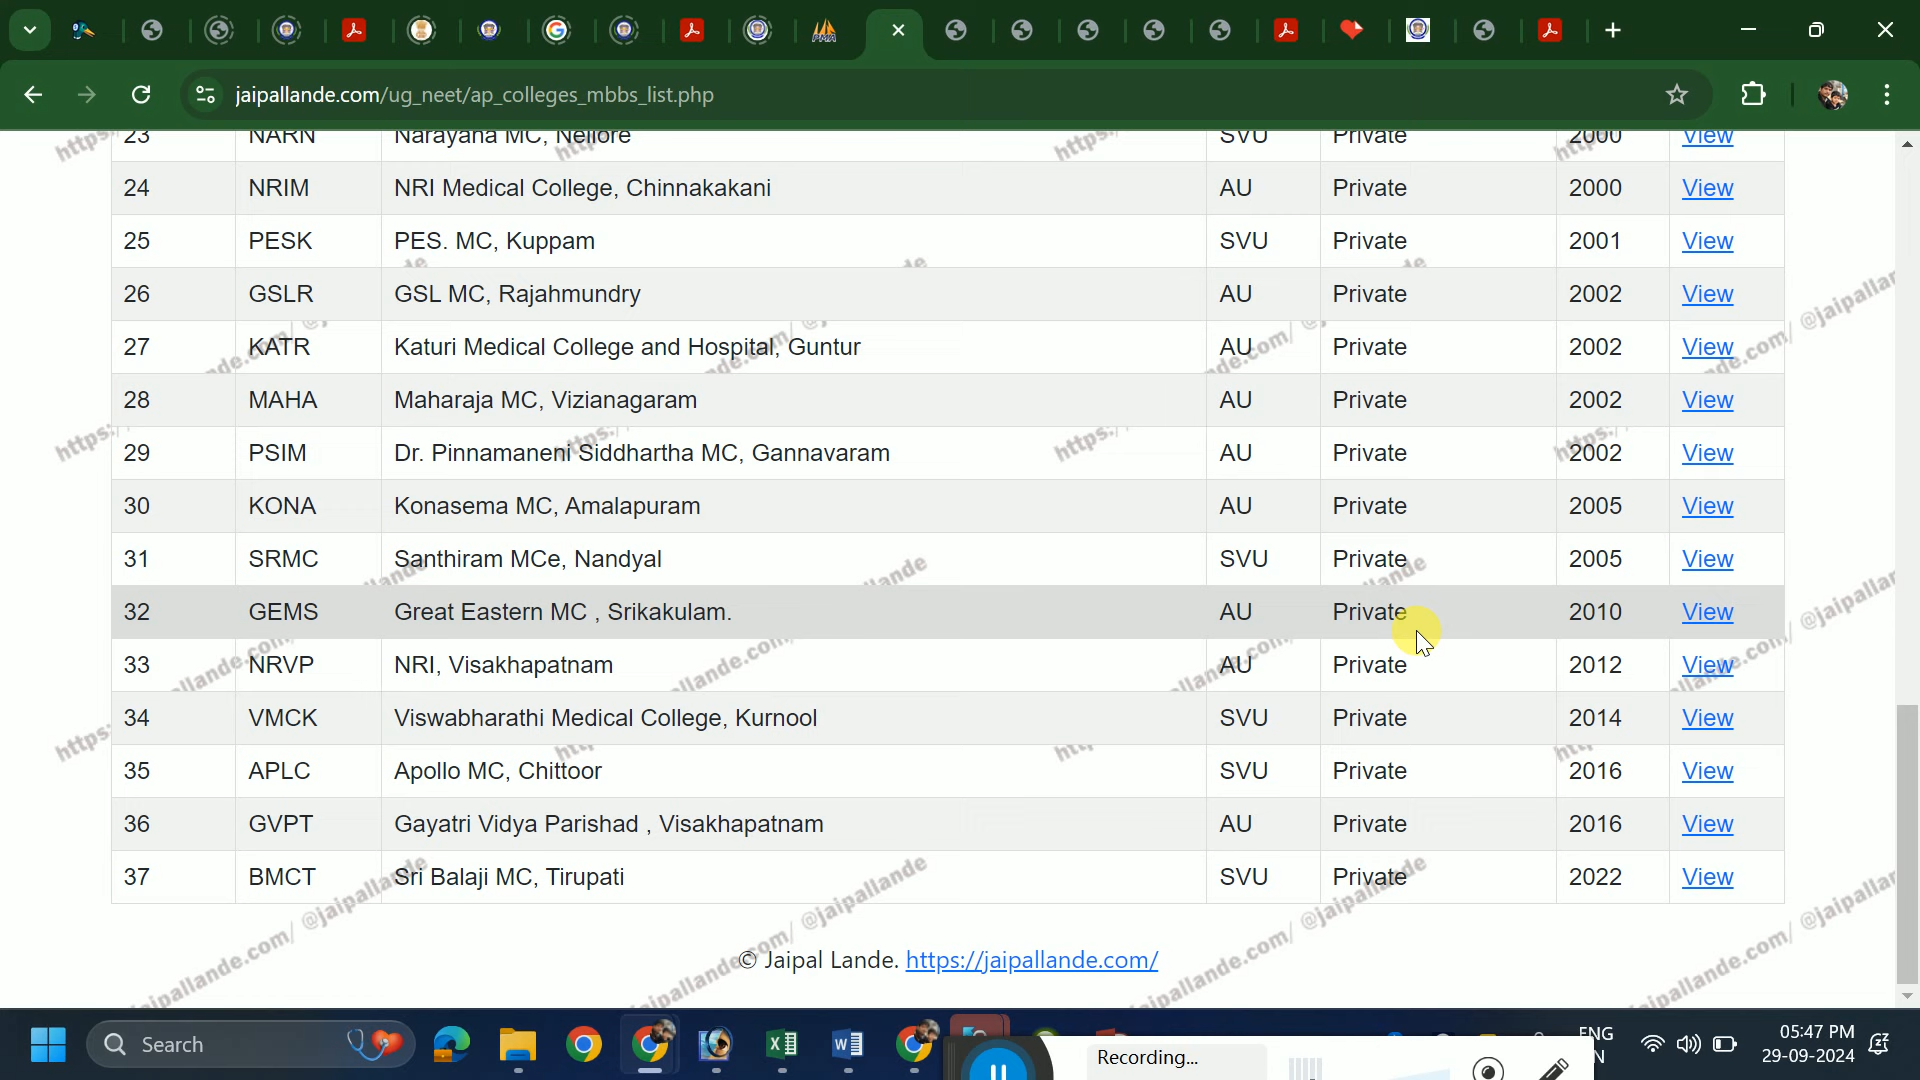 jaipallande.com/ug_neet/ap_colleges_mbbs_list.php
23 NARN Narayana MC, Nellore SVU Private 2000 View
24 NRIM NRI Medical College, Chinnakakani AU Private 2000 View
25 PESK PES. MC, Kuppam SVU Private 2001 View
26 GSLR GSL MC, Rajahmundry AU Private 2002 View
27 KATR Katuri Medical College and Hospital, Guntur AU Private 2002 View
28 MAHA Maharaja MC, Vizianagaram AU Private 2002 View
29 PSIM Dr. Pinnamaneni Siddhartha MC, Gannavaram AU Private 2002 View
30 KONA Konasema MC, Amalapuram AU Private 2005 View
31 SRMC Santhiram MCe, Nandyal SVU Private 2005 View
32 GEMS Great Eastern MC , Srikakulam. AU Private 2010 View
33 NRVP NRI, Visakhapatnam AU Private 2012 View
34 VMCK Viswabharathi Medical College, Kurnool SVU Private 2014 View
35 APLC Apollo MC, Chittoor SVU Private 2016 View
36 GVPT Gayatri Vidya Parishad , Visakhapatnam AU Private 2016 View
37 BMCT Sri Balaji MC, Tirupati SVU Private 2022 View
© Jaipal Lande. https://jaipallande.com/
Search
Recording...
ENG
05:47 PM
29-09-2024